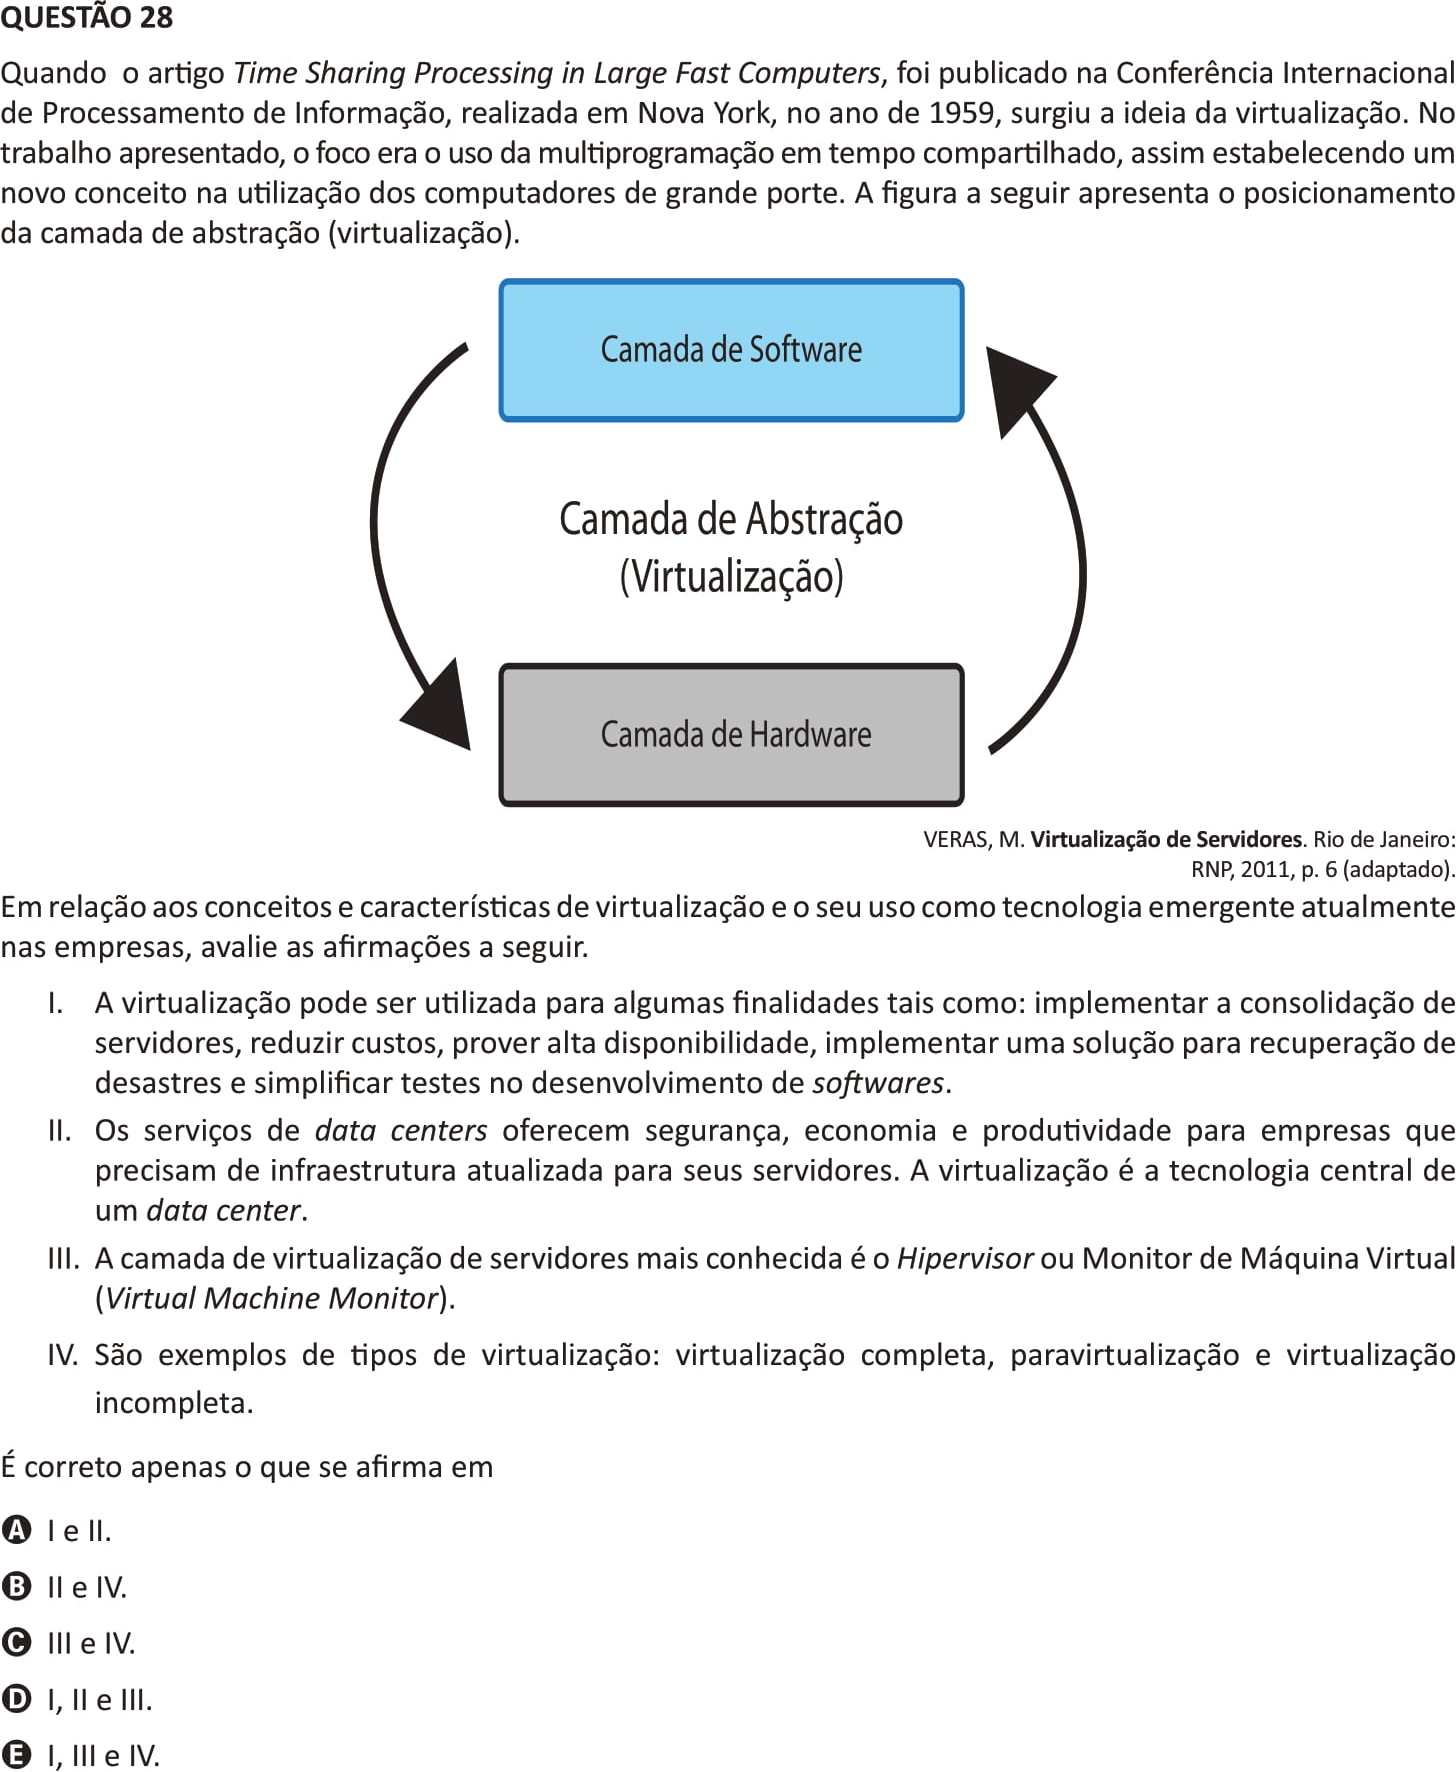 QUESTÃO 28
Quando o artigo Time Sharing Processing in Large Fast Computers, foi publicado na Conferência Internacional
de Processamento de Informação, realizada em Nova York, no ano de 1959, surgiu a ideia da virtualização. No
trabalho apresentado, o foco era o uso da multiprogramação em tempo compartilhado, assim estabelecendo um
novo conceito na utilização dos computadores de grande porte. A figura a seguir apresenta o posicionamento
da camada de abstração (virtualização).
Camada de Software
Camada de Abstração
(Virtualização)
Camada de Hardware
VERAS, M. Virtualização de Servidores. Rio de Janeiro:
RNP, 2011, p. 6 (adaptado).
Em relação aos conceitos e características de virtualização e o seu uso como tecnologia emergente atualmente
nas empresas, avalie as afirmações a seguir.
I. A virtualização pode ser utilizada para algumas finalidades tais como: implementar a consolidação de
servidores, reduzir custos, prover alta disponibilidade, implementar uma solução para recuperação de
desastres e simplificar testes no desenvolvimento de softwares.
II. Os serviços de data centers oferecem segurança, economia e produtividade para empresas que
precisam de infraestrutura atualizada para seus servidores. A virtualização é a tecnologia central de
um data center.
III. A camada de virtualização de servidores mais conhecida é o Hipervisor ou Monitor de Máquina Virtual
(Virtual Machine Monitor).
IV. São exemplos de tipos de virtualização: virtualização completa, paravirtualização e virtualização
incompleta.
É correto apenas o que se afirma em
A I e II.
B II e IV.
C III e IV.
D I, II e III.
E I, III e IV.